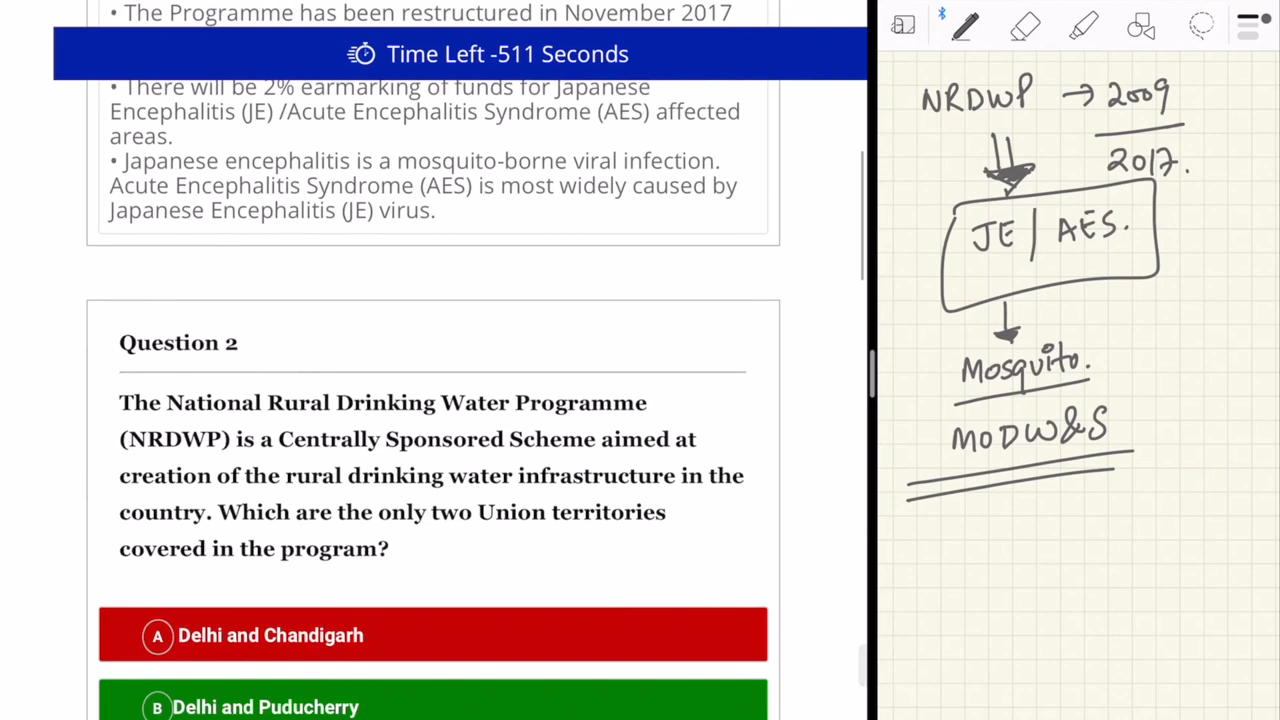 • The Programme has been restructured in November 2017
Time Left -511 Seconds
• There will be 2% earmarking of funds for Japanese
Encephalitis (JE) /Acute Encephalitis Syndrome (AES) affected
areas.
• Japanese encephalitis is a mosquito-borne viral infection.
Acute Encephalitis Syndrome (AES) is most widely caused by
Japanese Encephalitis (JE) virus.
Question 2
The National Rural Drinking Water Programme
(NRDWP) is a Centrally Sponsored Scheme aimed at
creation of the rural drinking water infrastructure in the
country. Which are the only two Union territories
covered in the program?
A Delhi and Chandigarh
B Delhi and Puducherry
NRDWP → 2009
2017.
JE | AES.
Mosquito.
MODW&S